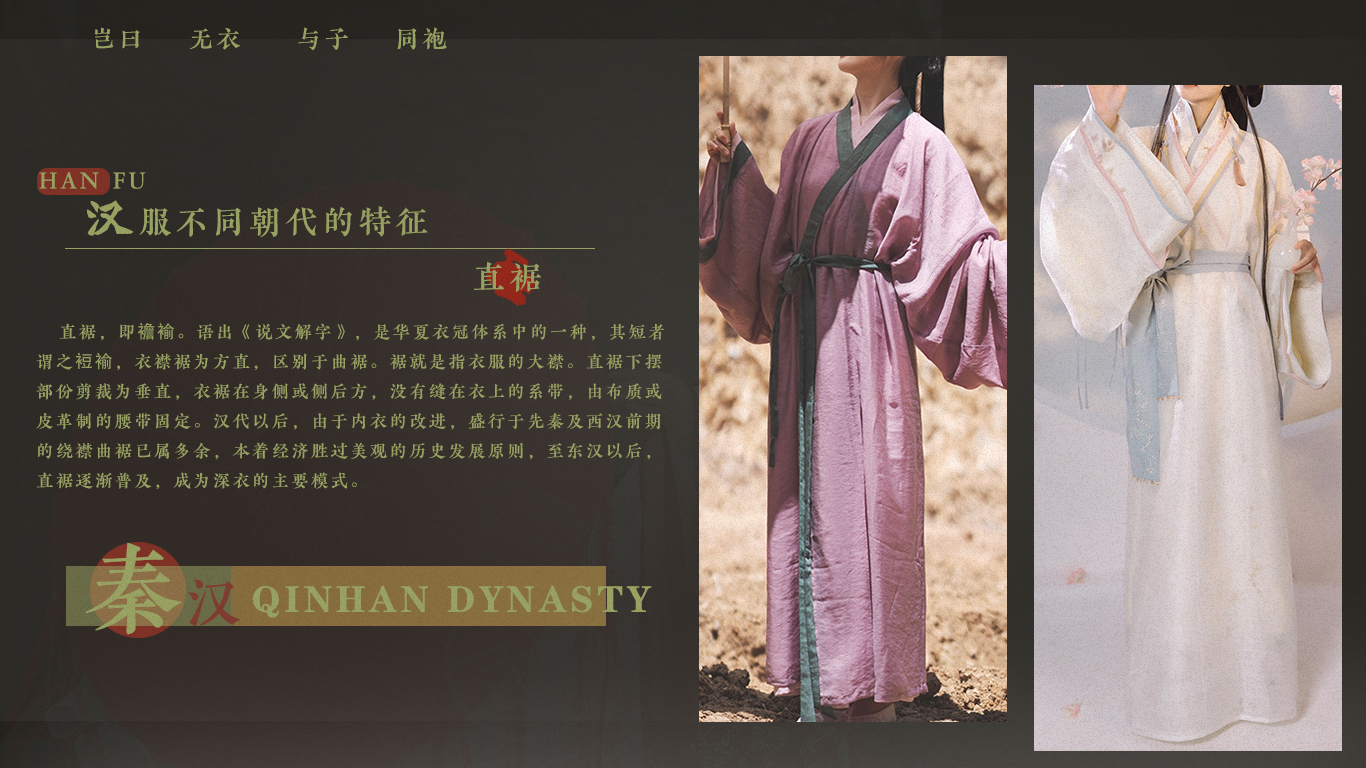 岂曰 无衣 与子 同袍
HAN FU
汉服不同朝代的特征
直裾
直裾，即襜褕。语出《说文解字》，是华夏衣冠体系中的一种，其短者
谓之裋褕，衣襟裾为方直，区别于曲裾。裾就是指衣服的大襟。直裾下摆
部份剪裁为垂直，衣裾在身侧或侧后方，没有缝在衣上的系带，由布质或
皮革制的腰带固定。汉代以后，由于内衣的改进，盛行于先秦及西汉前期
的绕襟曲裾已属多余，本着经济胜过美观的历史发展原则，至东汉以后，
直裾逐渐普及，成为深衣的主要模式。
秦汉 QINHAN DYNASTY